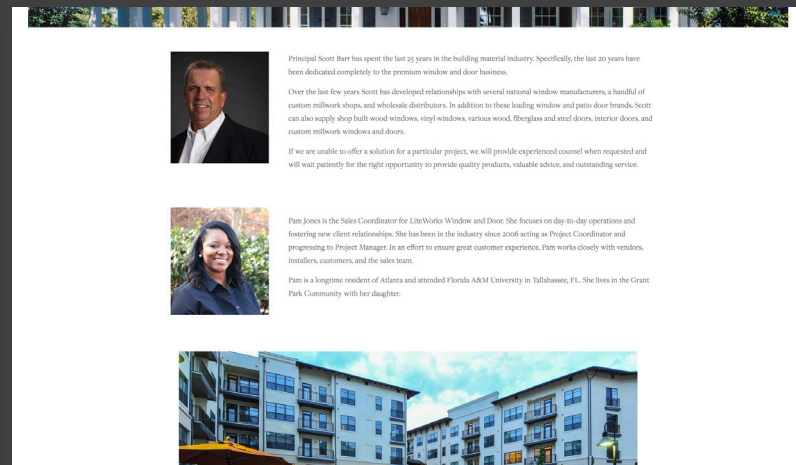 Principal Scott Barr has spent the last 25 years in the building material industry. Specifically, the last 20 years have
been dedicated completely to the premium window and door business.
Over the last few years Scott has developed relationships with several national window manufacturers, a handful of
custom millwork shops, and wholesale distributors. In addition to these leading window and patio door brands, Scott
can also supply shop built wood windows, vinyl windows, various wood, fiberglass and steel doors, interior doors, and
custom millwork windows and doors.
If we are unable to offer a solution for a particular project, we will provide experienced counsel when requested and
will wait patiently for the right opportunity to provide quality products, valuable advice, and outstanding service.
Pam Jones is the Sales Coordinator for LiteWorks Window and Door. She focuses on day-to-day operations and
fostering new client relationships. She has been in the industry since 2006 acting as Project Coordinator and
progressing to Project Manager. In an effort to ensure great customer experience, Pam works closely with vendors,
installers, customers, and the sales team.
Pam is a longtime resident of Atlanta and attended Florida A&M University in Tallahassee, FL. She lives in the Grant
Park Community with her daughter.